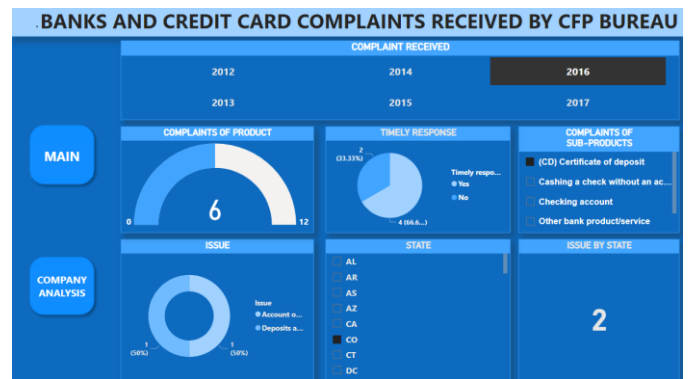 .BANKS AND CREDIT CARD COMPLAINTS RECEIVED BY CFP BUREAU
COMPLAINT RECEIVED
2012
2014
2016
2013
2015
2017
MAIN
COMPANY
ANALYSIS
COMPLAINTS OF PRODUCT
6
0
12
TIMELY RESPONSE
2
(33.33%)
4 (66.6...)
Timely respo...
Yes
No
COMPLAINTS OF
SUB-PRODUCTS
(CD) Certificate of deposit
Cashing a check without an ac...
Checking account
Other bank product/service
ISSUE
1
(50%)
1
(50%)
Issue
Account o...
Deposits a...
STATE
AL
AR
AS
AZ
CA
CO
CT
DC
ISSUE BY STATE
2